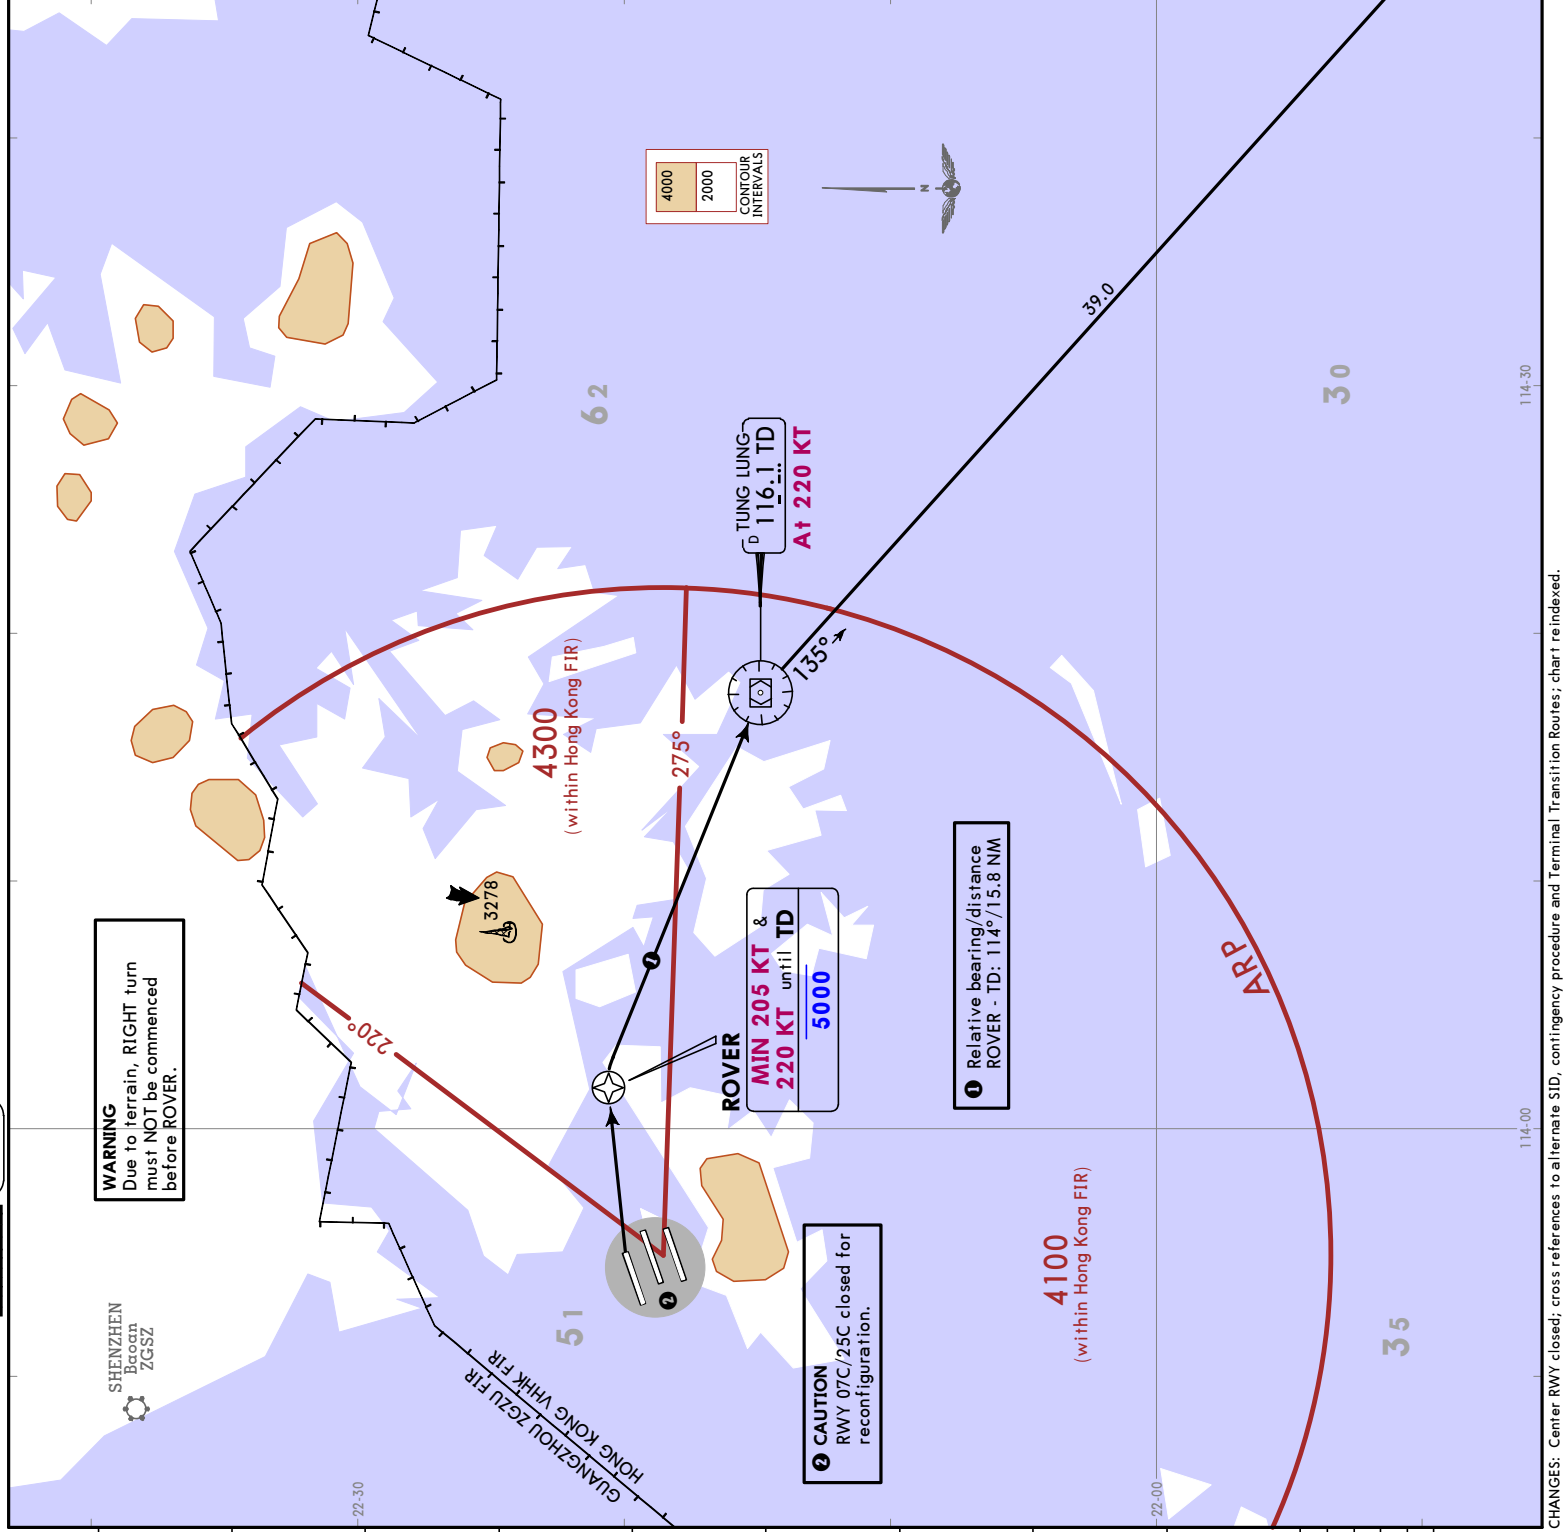 WARNING
Due to terrain, RIGHT turn
must NOT be commenced
before ROVER.
SHENZHEN
Baoan
ZGSZ
4000
2000
CONTOUR
INTERVALS
N
22-30
220°
3278
GUANGZHOU ZGZU FIR
HONG KONG VHHK FIR
4300
(within Hong Kong FIR)
51
62
1
275°
2
ROVER
MIN 205 KT &
220 KT until TD
5000
D TUNG LUNG
116.1 TD
At 220 KT
135°
39.0
2 CAUTION
RWY 07C/25C closed for
reconfiguration.
1 Relative bearing/distance
ROVER - TD: 114°/15.8 NM
4100
(within Hong Kong FIR)
22-00
ARP
35
30
114-00
114-30
CHANGES: Center RWY closed; cross references to alternate SID, contingency procedure and Terminal Transition Routes; chart reindexed.